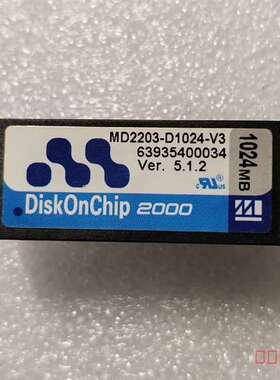 MD2203-D1024-V3
63935400034
Ver. 5.1.2
1024MB
DiskOnChip 2000